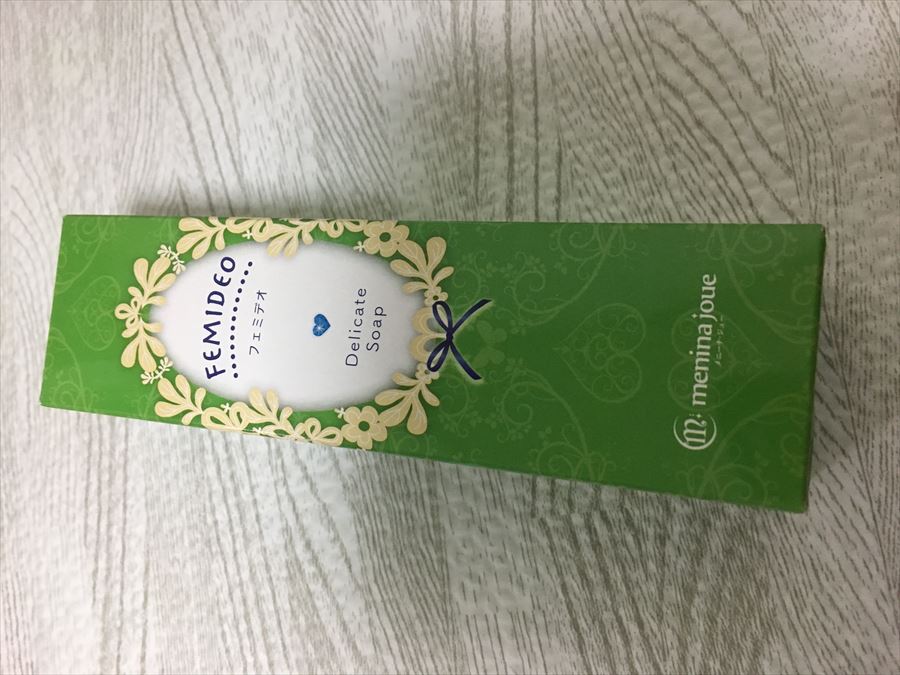 FEMIDEO
フェミデオ
Delicate
Soap
menina joue
メニーナ・ジュー